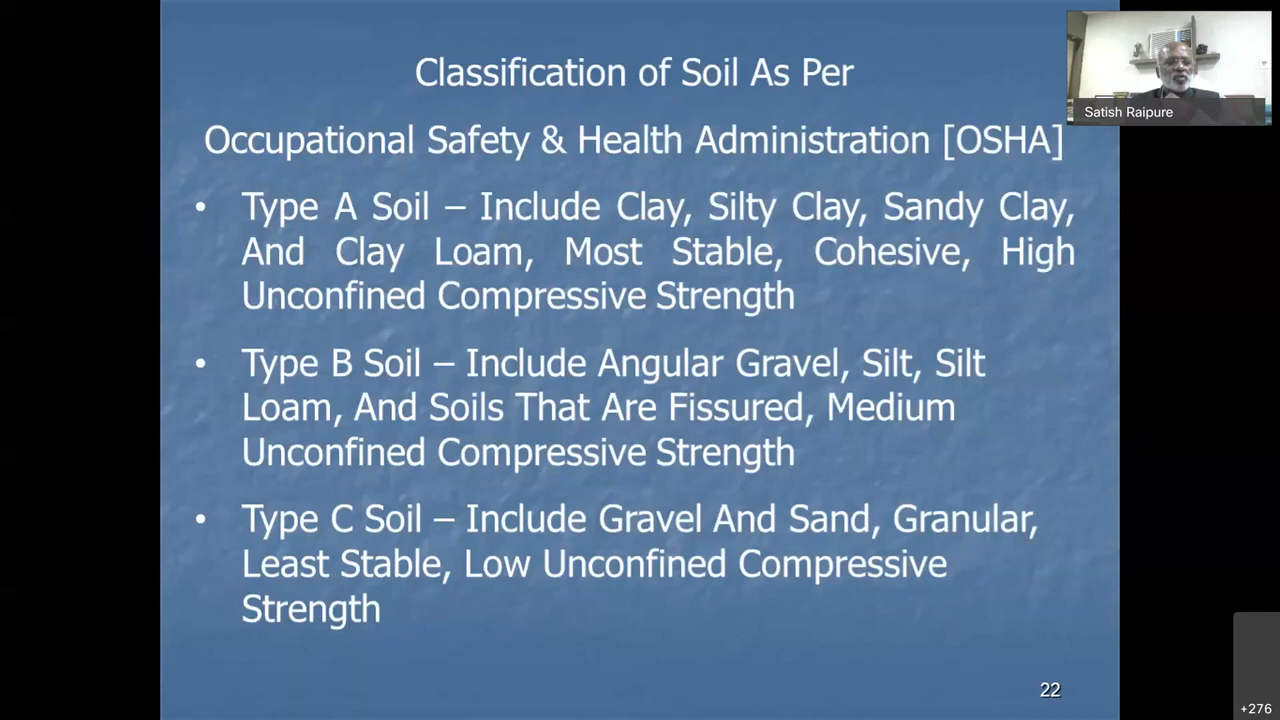 Classification of Soil As Per
Occupational Safety & Health Administration [OSHA]
• Type A Soil – Include Clay, Silty Clay, Sandy Clay,
And Clay Loam, Most Stable, Cohesive, High
Unconfined Compressive Strength
• Type B Soil – Include Angular Gravel, Silt, Silt
Loam, And Soils That Are Fissured, Medium
Unconfined Compressive Strength
• Type C Soil – Include Gravel And Sand, Granular,
Least Stable, Low Unconfined Compressive
Strength
22
Satish Raipure
+276